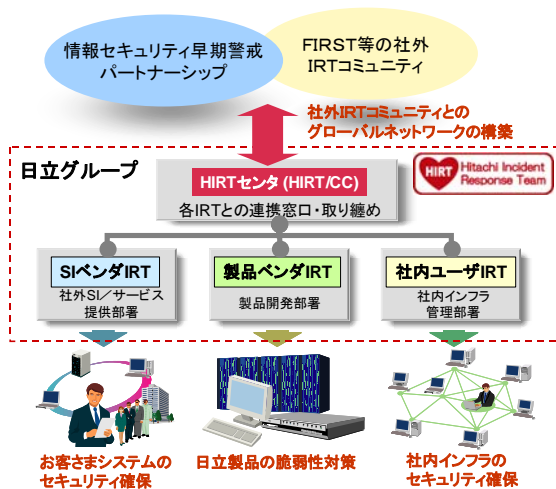 情報セキュリティ早期警戒
パートナーシップ
FIRST等の社外
IRTコミュニティ
社外IRTコミュニティとの
グローバルネットワークの構築
日立グループ
HIRTセンタ (HIRT/CC)
各IRTとの連携窓口・取り纏め
HIRT
Hitachi Incident
Response Team
SIベンダIRT
社外SI／サービス
提供部署
製品ベンダIRT
製品開発部署
社内ユーザIRT
社内インフラ
管理部署
お客さまシステムの
セキュリティ確保
日立製品の脆弱性対策
社内インフラの
セキュリティ確保